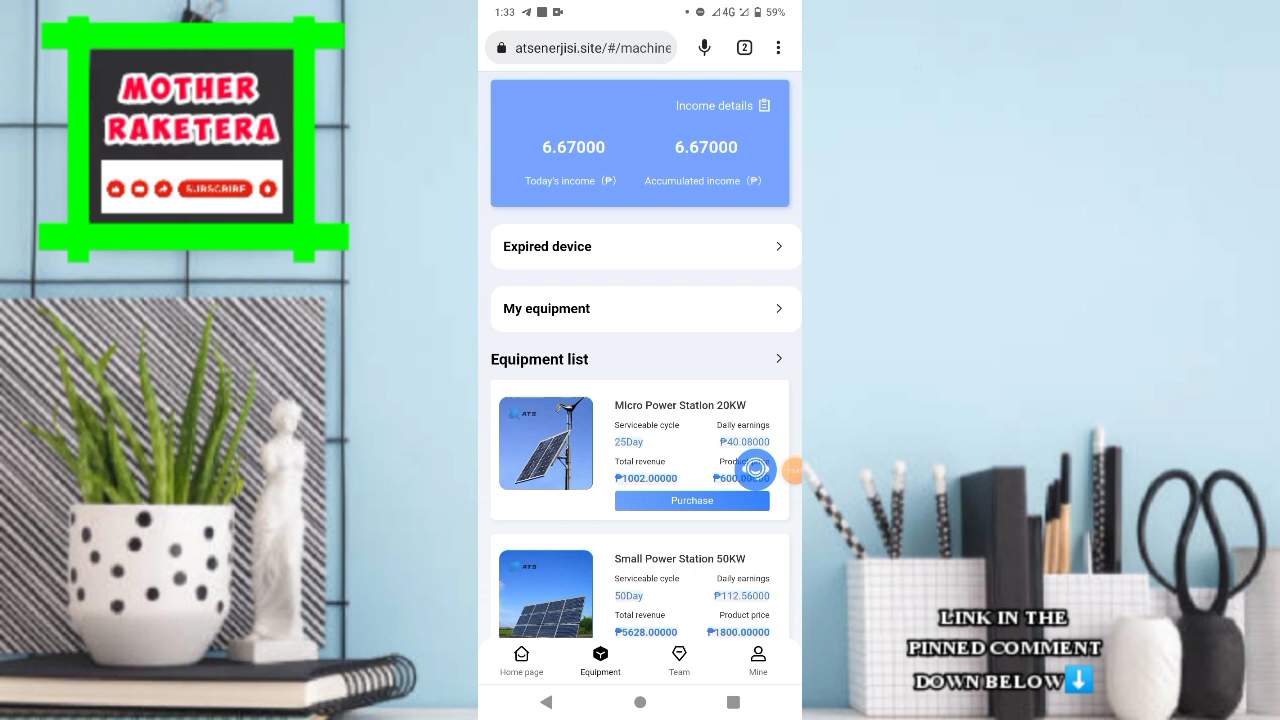 MOTHER
RAKETERA
SUBSCRIBE
1:33
4G
59%
atsenerjisi.site/#/machine
2
Income details
6.67000 6.67000
Today's income（₱） Accumulated income（₱）
Expired device
My equipment
Equipment list
ATS
Micro Power Station 20KW
Serviceable cycle Daily earnings
25Day ₱40.08000
Total revenue
₱1002.00000
Purchase
ATS
Small Power Station 50KW
Serviceable cycle Daily earnings
50Day ₱112.56000
Total revenue Product price
₱5628.00000 ₱1800.00000
Home page Equipment Team Mine
LINK IN THE
PINNED COMMENT
DOWN BELOW